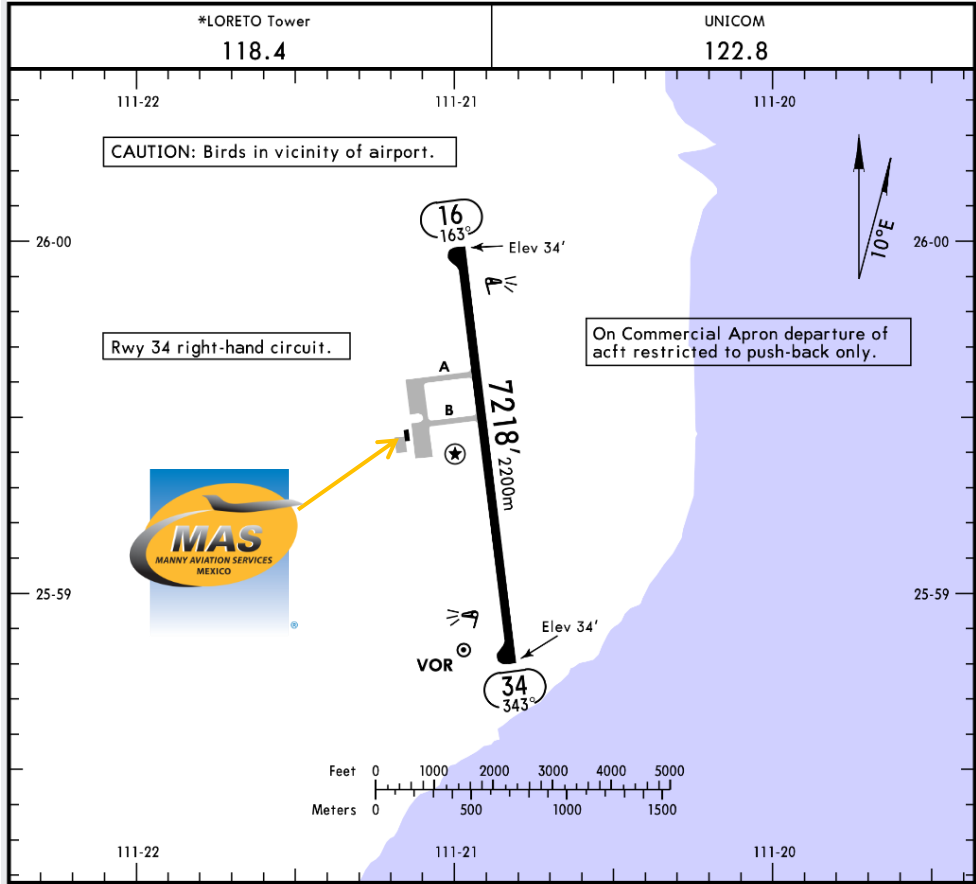 *LORETO Tower
118.4
UNICOM
122.8
111-22
111-21
111-20
CAUTION: Birds in vicinity of airport.
16
163°
Elev 34'
10°E
26-00
26-00
Rwy 34 right-hand circuit.
On Commercial Apron departure of
acft restricted to push-back only.
A
B
7218'
2200m
MAS
MANNY AVIATION SERVICES
MEXICO
®
25-59
25-59
Elev 34'
VOR
34
343°
Feet 0 1000 2000 3000 4000 5000
Meters 0 500 1000 1500
111-22
111-21
111-20